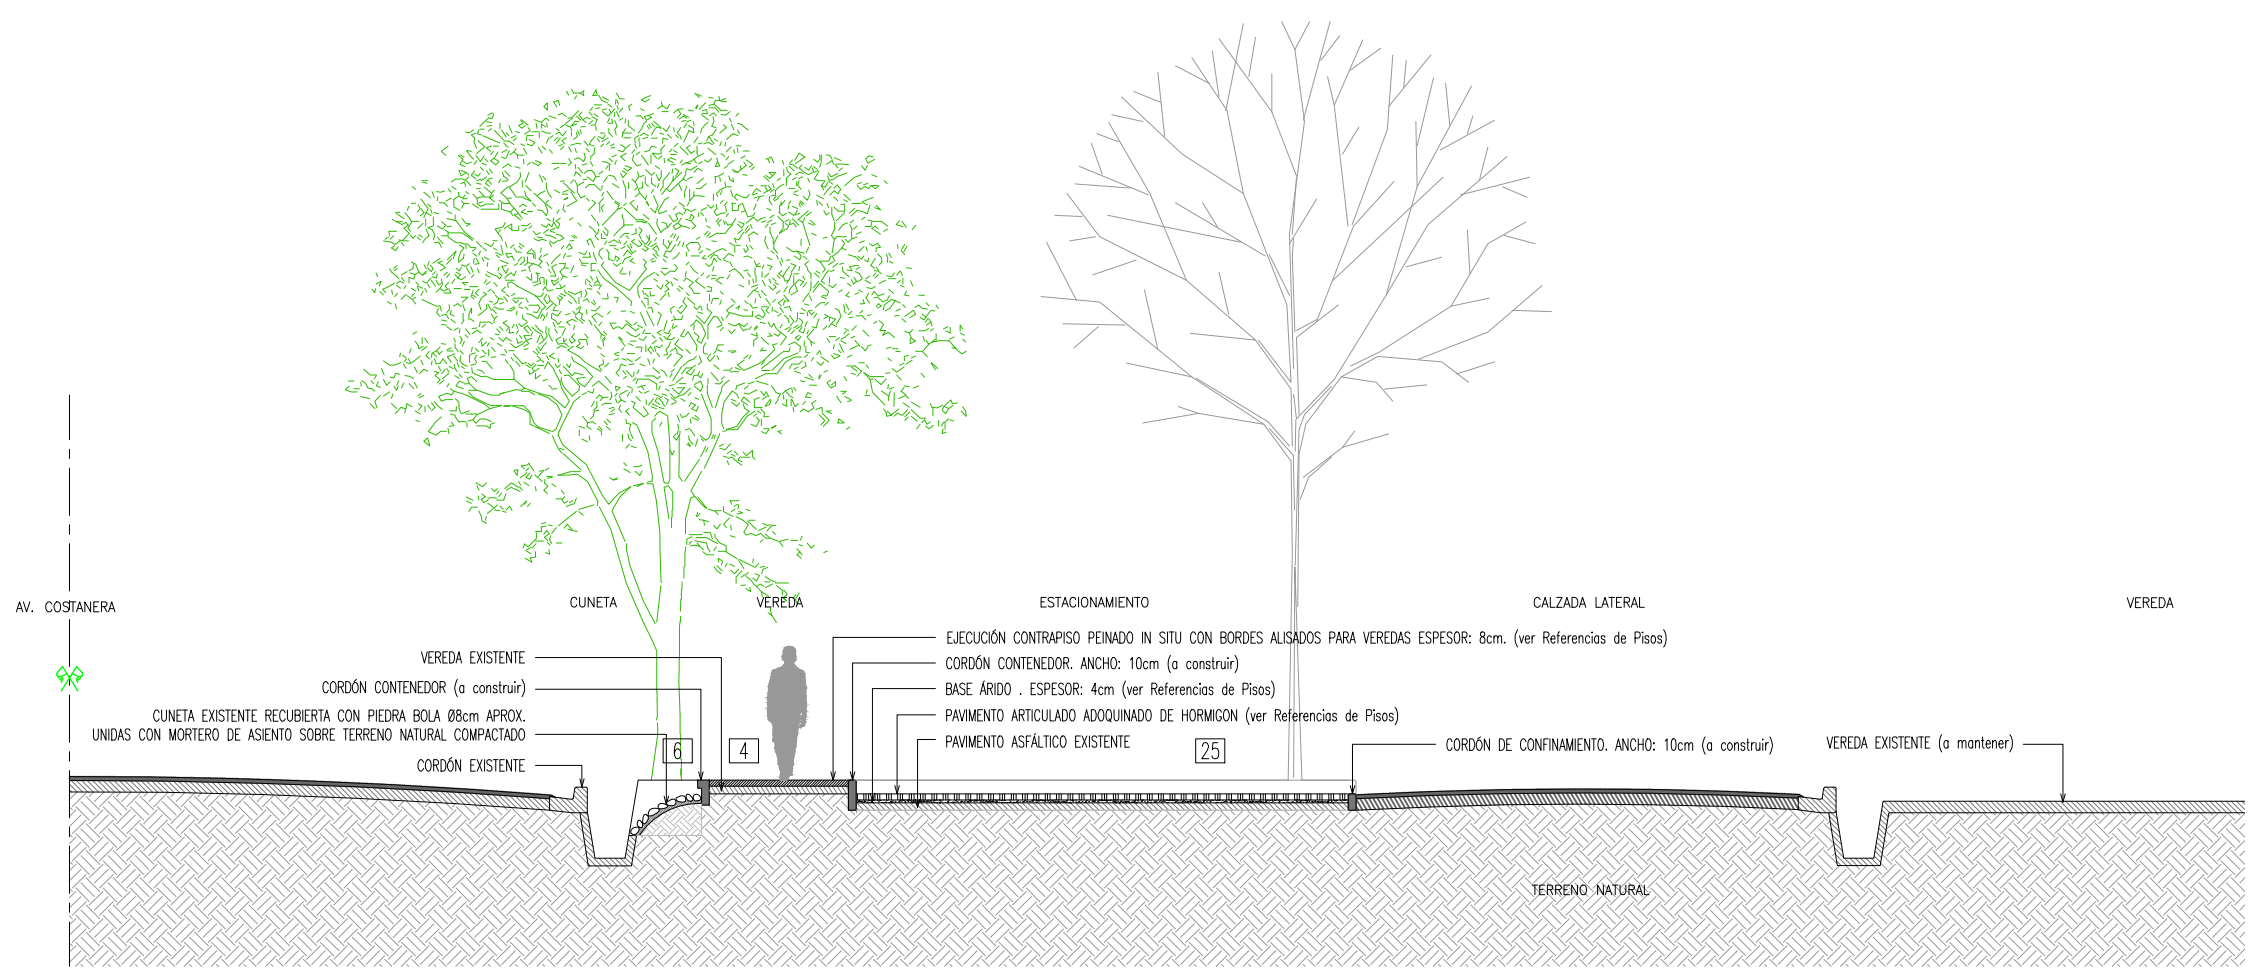 AV. COSTANERA
CUNETA
VEREDA
ESTACIONAMIENTO
CALZADA LATERAL
VEREDA
VEREDA EXISTENTE
CORDÓN CONTENEDOR (a construir)
CUNETA EXISTENTE RECUBIERTA CON PIEDRA BOLA Ø8cm APROX.
UNIDAS CON MORTERO DE ASIENTO SOBRE TERRENO NATURAL COMPACTADO
CORDÓN EXISTENTE
6
4
EJECUCIÓN CONTRAPISO PEINADO IN SITU CON BORDES ALISADOS PARA VEREDAS ESPESOR: 8cm. (ver Referencias de Pisos)
CORDÓN CONTENEDOR. ANCHO: 10cm (a construir)
BASE ÁRIDO . ESPESOR: 4cm (ver Referencias de Pisos)
PAVIMENTO ARTICULADO ADOQUINADO DE HORMIGON (ver Referencias de Pisos)
PAVIMENTO ASFÁLTICO EXISTENTE
25
CORDÓN DE CONFINAMIENTO. ANCHO: 10cm (a construir)
VEREDA EXISTENTE (a mantener)
TERRENO NATURAL